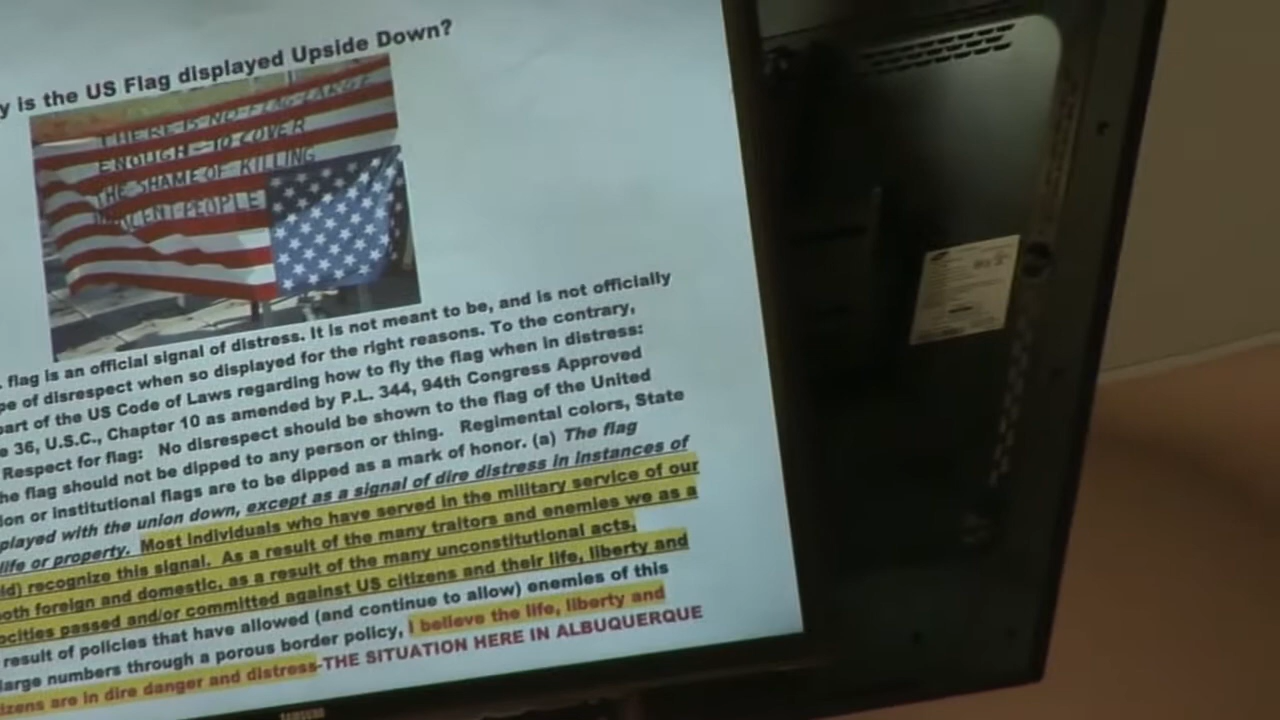 y is the US Flag displayed Upside Down?
THERE IS NO FLAG LARGE
ENOUGH TO COVER
THE SHAME OF KILLING
INNOCENT PEOPLE
. flag is an official signal of distress. It is not meant to be, and is not officially
pe of disrespect when so displayed for the right reasons. To the contrary,
part of the US Code of Laws regarding how to fly the flag when in distress:
e 36, U.S.C., Chapter 10 as amended by P.L. 344, 94th Congress Approved
Respect for flag: No disrespect should be shown to the flag of the United
he flag should not be dipped to any person or thing. Regimental colors, State
ion or institutional flags are to be dipped as a mark of honor. (a) The flag
played with the union down, except as a signal of dire distress in instances of
life or property. Most individuals who have served in the military service of our
ld) recognize this signal. As a result of the many traitors and enemies we as a
both foreign and domestic, as a result of the many unconstitutional acts,
ocities passed and/or committed against US citizens and their life, liberty and
result of policies that have allowed (and continue to allow) enemies of this
large numbers through a porous border policy, I believe the life, liberty and
izens are in dire danger and distress-THE SITUATION HERE IN ALBUQUERQUE
SAMSUNG